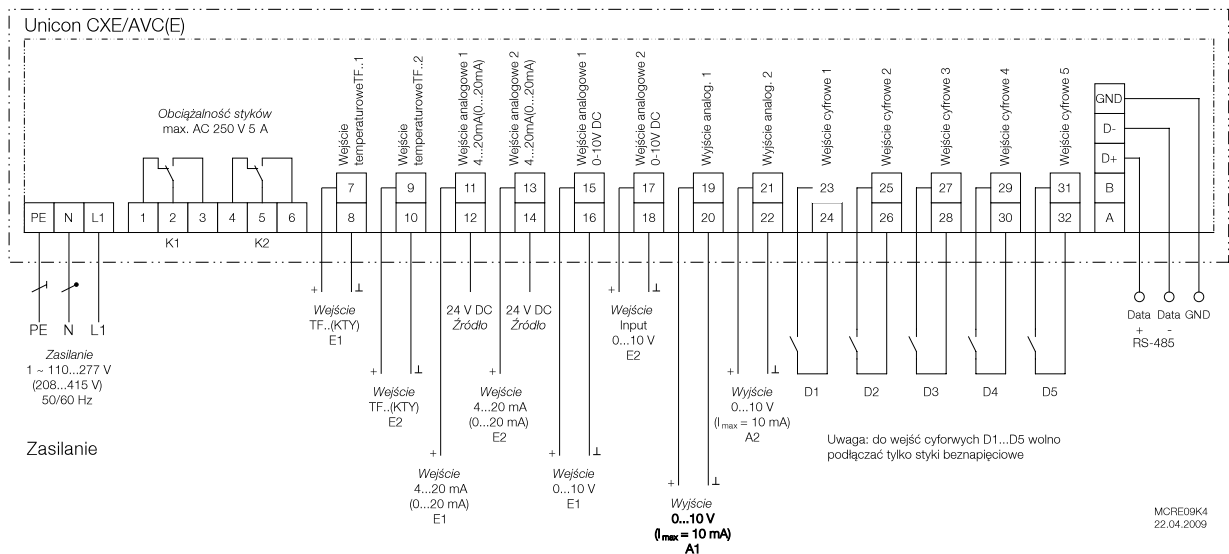 Unicon CXE/AVC(E)
Obciążalność styków
max. AC 250 V 5 A
Wejście
temperaturoweTF..1
Wejście
temperaturoweTF..2
Wejście analogowe 1
4...20mA(0...20mA)
Wejście analogowe 2
4...20mA(0...20mA)
Wejście analogowe 1
0-10V DC
Wejście analogowe 2
0-10V DC
Wyjście analog. 1
Wyjście analog. 2
Wejście cyfrowe 1
Wejście cyfrowe 2
Wejście cyfrowe 3
Wejście cyfrowe 4
Wejście cyfrowe 5
GND
D-
D+
7 9 11 13 15 17 19 21 23 25 27 29 31 B
PE N L1 1 2 3 4 5 6 8 10 12 14 16 18 20 22 24 26 28 30 32 A
K1 K2
PE N L1
Zasilanie
1 ~ 110...277 V
(208...415 V)
50/60 Hz
Zasilanie
+ ⊥
Wejście
TF..(KTY)
E1
+ ⊥
Wejście
TF..(KTY)
E2
+
Wejście
4...20 mA
(0...20 mA)
E1
24 V DC
Źródło
+
Wejście
4...20 mA
(0...20 mA)
E2
24 V DC
Źródło
+ ⊥
Wejście
0...10 V
E1
+ ⊥
Wejście
Input
0...10 V
E2
+ ⊥
Wyjście
0...10 V
(Imax = 10 mA)
A1
+ ⊥
Wyjście
0...10 V
(Imax = 10 mA)
A2
D1 D2 D3 D4 D5
Data Data GND
+ -
RS-485
Uwaga: do wejść cyforwych D1...D5 wolno
podłączać tylko styki beznapięciowe
MCRE09K4
22.04.2009